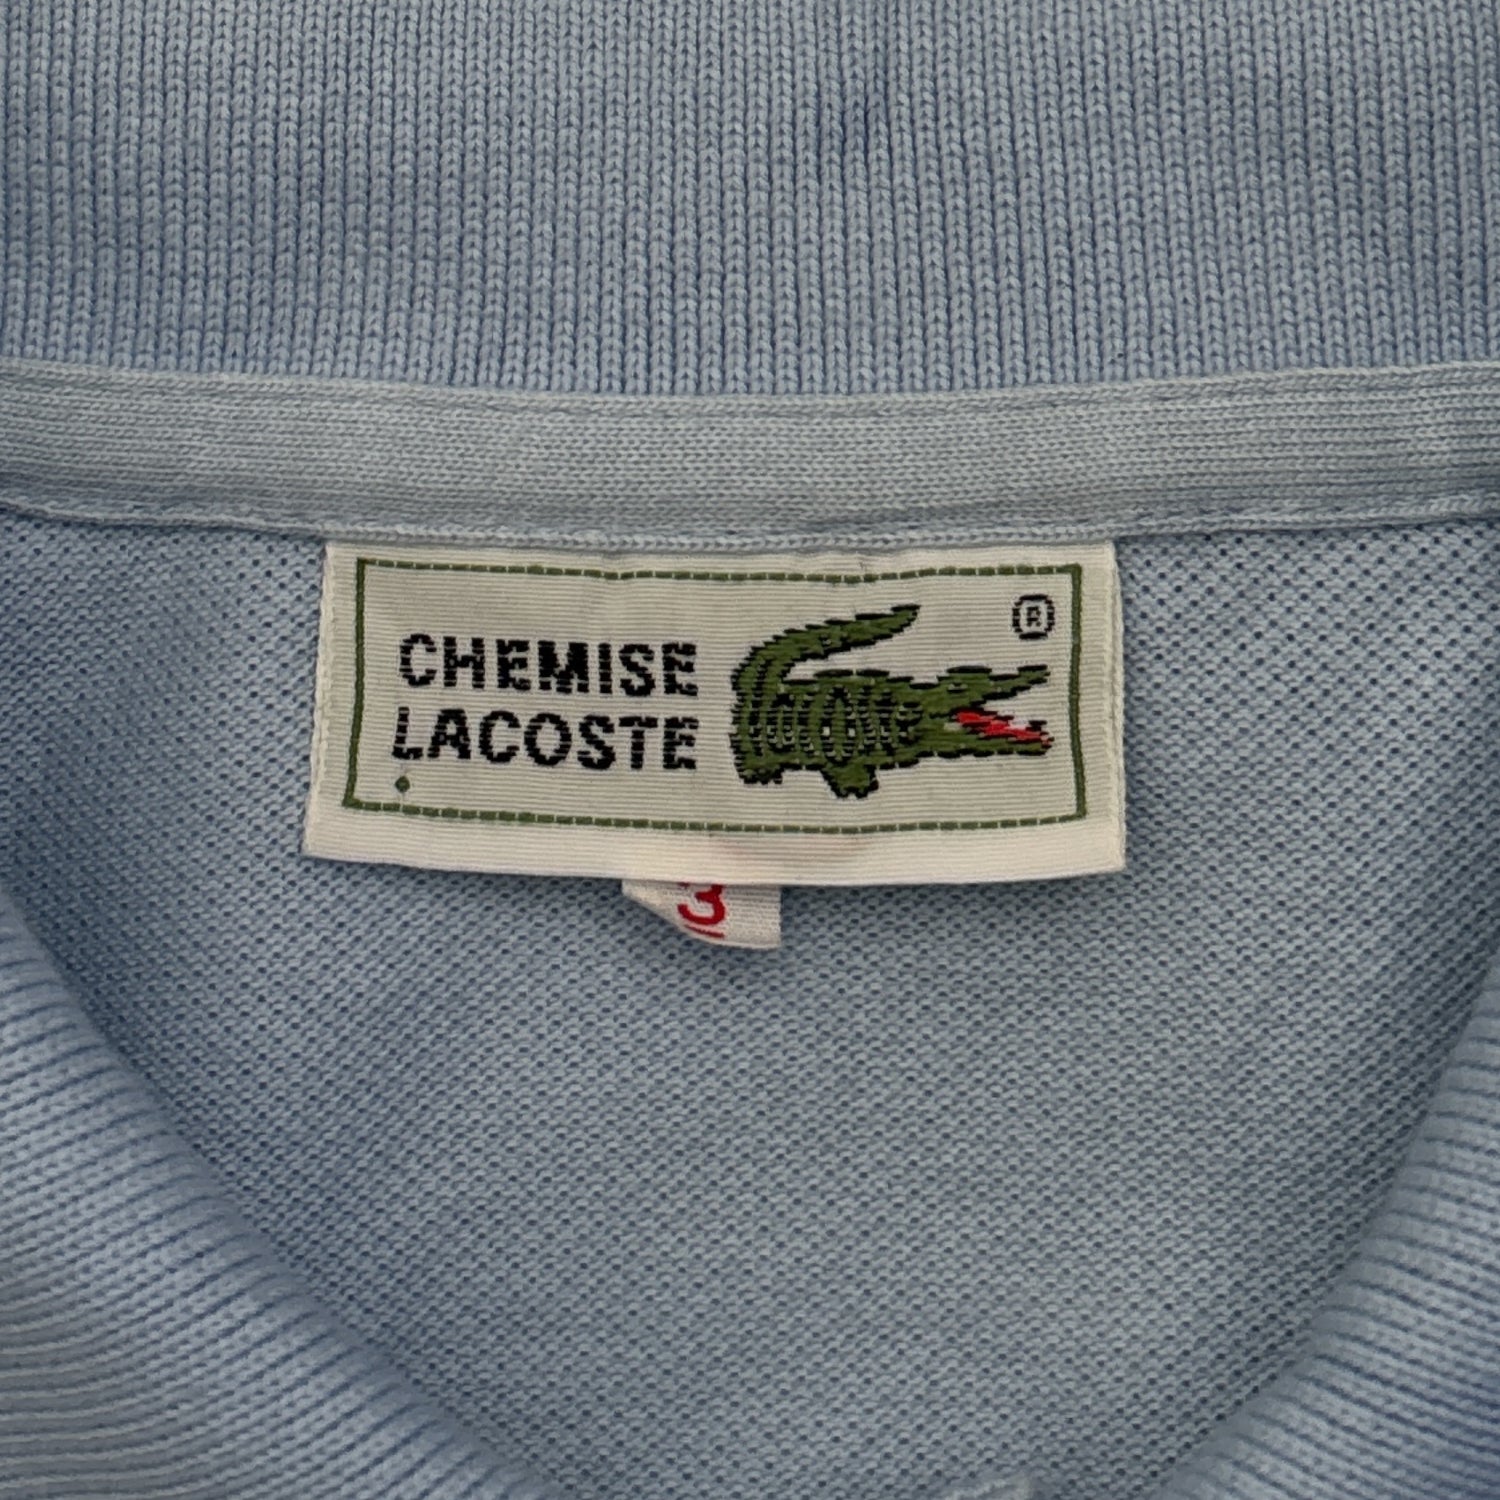 CHEMISE
LACOSTE
®
3